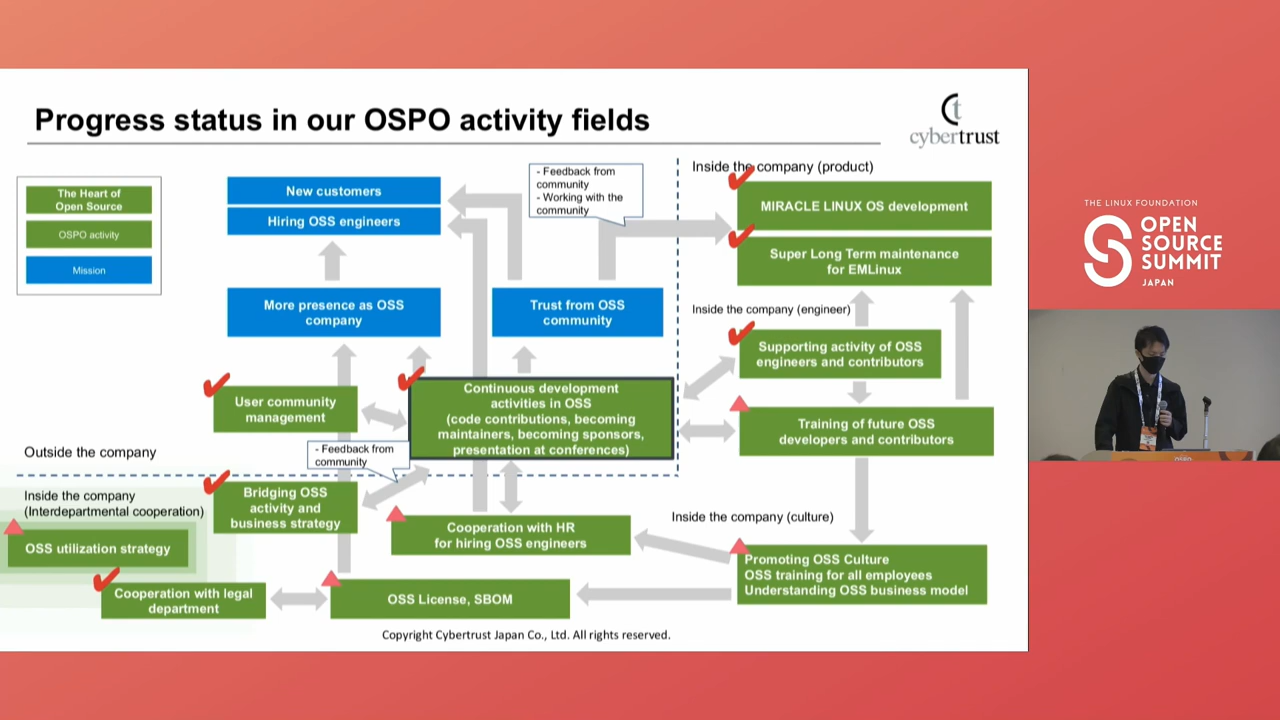 Progress status in our OSPO activity fields
cybertrust
The Heart of
Open Source
OSPO activity
Mission
New customers
Hiring OSS engineers
- Feedback from
community
- Working with the
community
Inside the company (product)
MIRACLE LINUX OS development
Super Long Term maintenance
for EMLinux
More presence as OSS
company
Trust from OSS
community
Inside the company (engineer)
Supporting activity of OSS
engineers and contributors
User community
management
Continuous development
activities in OSS
(code contributions, becoming
maintainers, becoming sponsors,
presentation at conferences)
Training of future OSS
developers and contributors
Outside the company
- Feedback from
community
Inside the company
(Interdepartmental cooperation)
Bridging OSS
activity and
business strategy
OSS utilization strategy
Cooperation with HR
for hiring OSS engineers
Inside the company (culture)
Promoting OSS Culture
OSS training for all employees
Understanding OSS business model
Cooperation with legal
department
OSS License, SBOM
Copyright Cybertrust Japan Co., Ltd. All rights reserved.
THE LINUX FOUNDATION
OPEN
SOURCE
SUMMIT
JAPAN